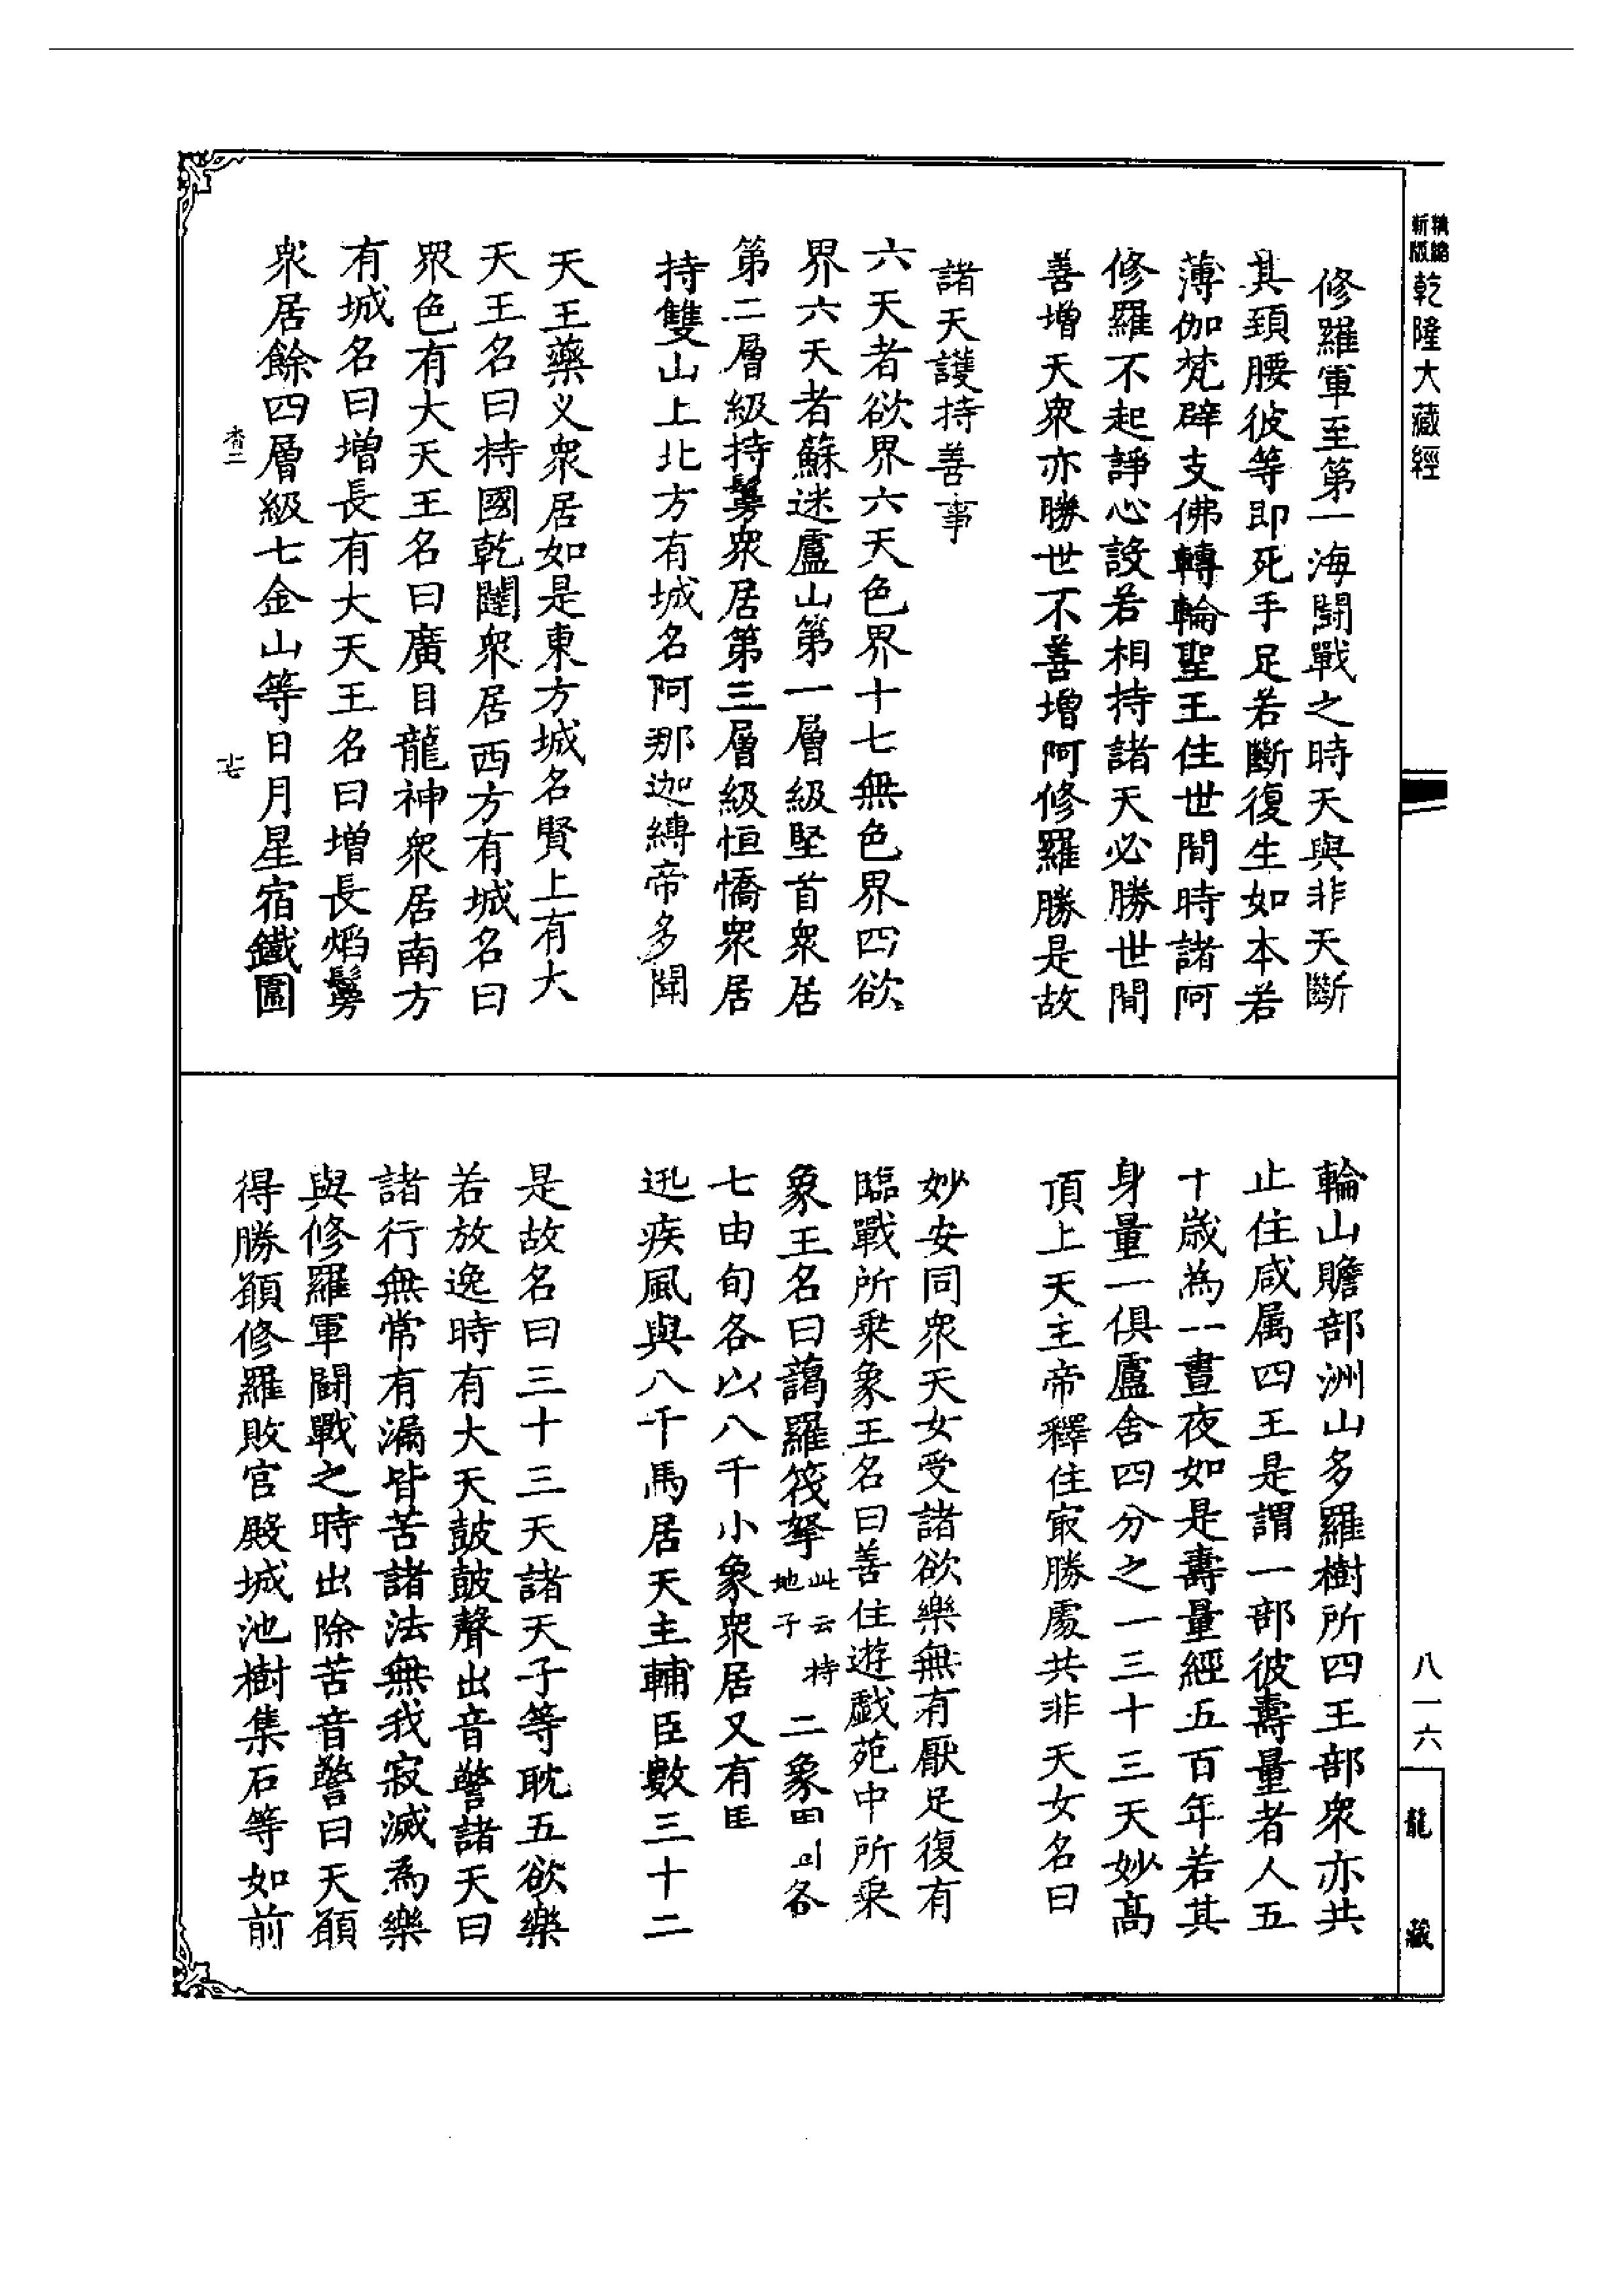 精縮
新版
乾隆大藏經
修羅軍至第一海鬪戰之時天與非天斷
其頚腰彼等即死手足若斷復生如本若
薄伽梵辟支佛轉輪聖王住世間時諸阿
修羅不起諍心設若相持諸天必勝世間
善增天衆亦勝世不善增阿修羅勝是故
諸天護持善事
六天者欲界六天色界十七無色界四欲
界六天者蘇迷盧山第一層級堅首衆居
第二層級持鬘衆居第三層級恒憍衆居
持雙山上北方有城名阿那迦縛帝多聞
天王藥义衆居如是東方城名賢上有大
天王名曰持國乾闥衆居西方有城名曰
衆色有大天王名曰廣目龍神衆居南方
有城名曰增長有大天王名曰增長焰鬘
衆居餘四層級七金山等日月星宿鐵圍
輪山贍部洲山多羅樹所四王部衆亦共
止住咸属四王是謂一部彼壽量者人五
十歲為一晝夜如是壽量經五百年若其
身量一俱盧舍四分之一三十三天妙髙
頂上天主帝釋住㝡勝處共非天女名曰
妙安同衆天女受諸欲樂無有厭足復有
臨戰所乗象王名曰善住遊戲苑中所乗
象王名曰藹羅筏拏此云持地子二象各
七由旬各以八千小象衆居又有
迅疾風與八千馬居天主輔臣數三十二
是故名曰三十三天諸天子等耽五欲樂
若放逸時有大天鼓鼓聲出音警諸天曰
諸行無常有漏皆苦諸法無我寂滅為樂
與修羅軍鬪戰之時出除苦音警曰天願
得勝願修羅敗官殿城池樹集石等如前
八一六
龍藏